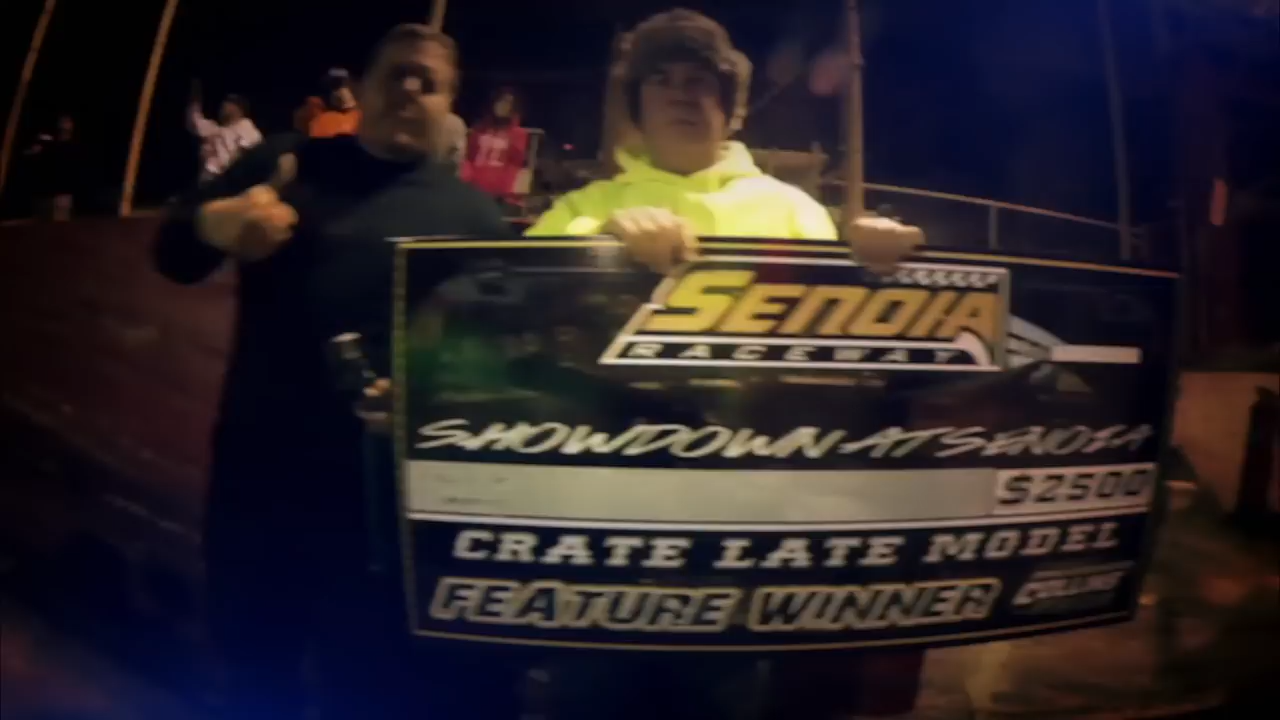 SENOIA
RACEWAY
SHOWDOWN AT SENOIA
$2500
CRATE LATE MODEL
FEATURE WINNER